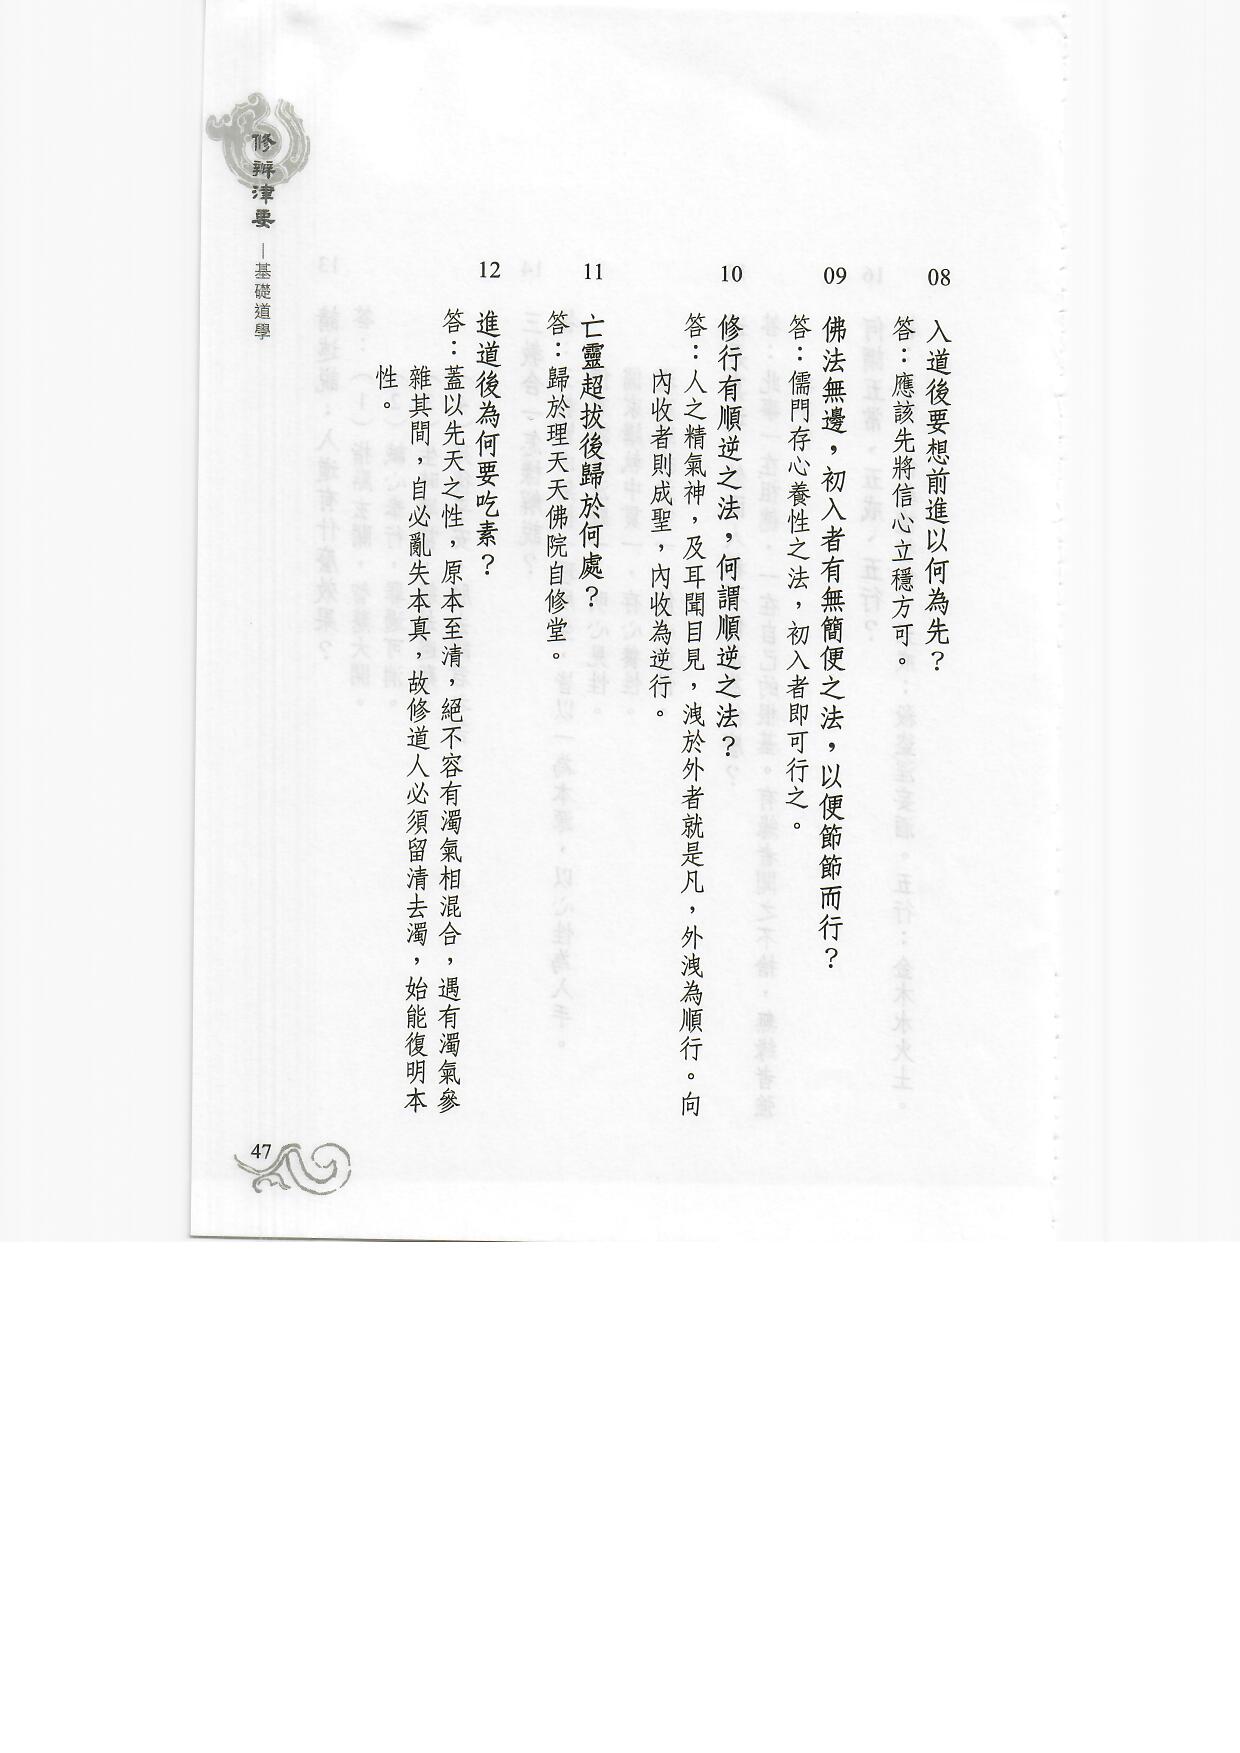 08 入道後要想前進以何為先？
答：應該先將信心立穩方可。
09 佛法無邊，初入者有無簡便之法，以便節節而行？
答：儒門存心養性之法，初入者即可行之。
10 修行有順逆之法，何謂順逆之法？
答：人之精氣神，及耳聞目見，洩於外者就是凡，外洩為順行。向
內收者則成聖，內收為逆行。
11 亡靈超拔後歸於何處？
答：歸於理天天佛院自修堂。
12 進道後為何要吃素？
答：蓋以先天之性，原本至清，絕不容有濁氣相混合，遇有濁氣參
雜其間，自必亂失本真，故修道人必須留清去濁，始能復明本
性。
修辦津要
—基礎道學
47